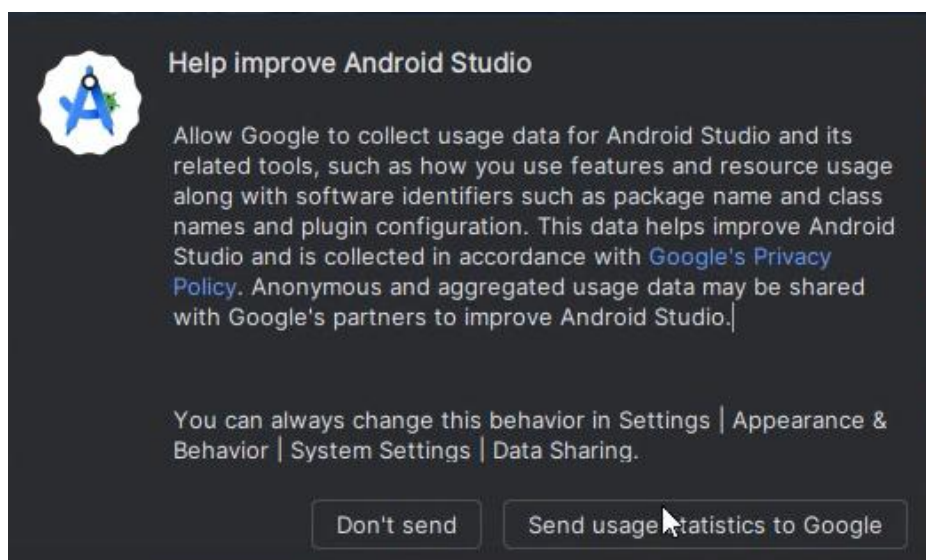 Help improve Android Studio
Allow Google to collect usage data for Android Studio and its
related tools, such as how you use features and resource usage
along with software identifiers such as package name and class
names and plugin configuration. This data helps improve Android
Studio and is collected in accordance with Google's Privacy
Policy. Anonymous and aggregated usage data may be shared
with Google's partners to improve Android Studio.
You can always change this behavior in Settings | Appearance &
Behavior | System Settings | Data Sharing.
Don't send
Send usage statistics to Google